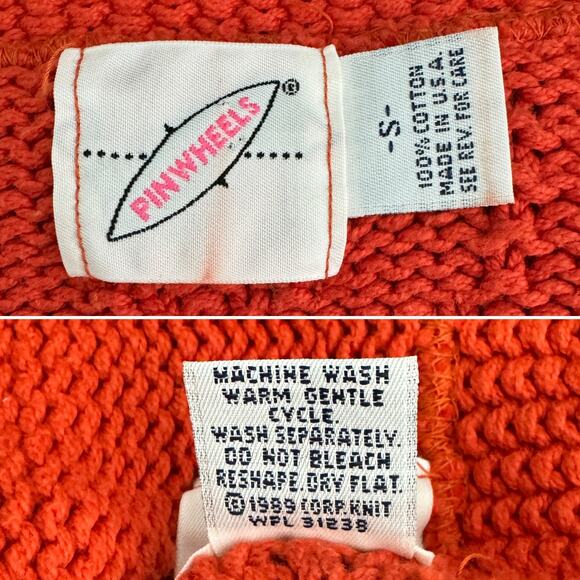 PINWHEELS ®
-S-
100% COTTON
MADE IN U.S.A.
SEE REV. FOR CARE
MACHINE WASH
WARM GENTLE
CYCLE.
WASH SEPARATELY.
DO NOT BLEACH
RESHAPE.DRY FLAT.
© 1989 CORP.KNIT
WPL 31238